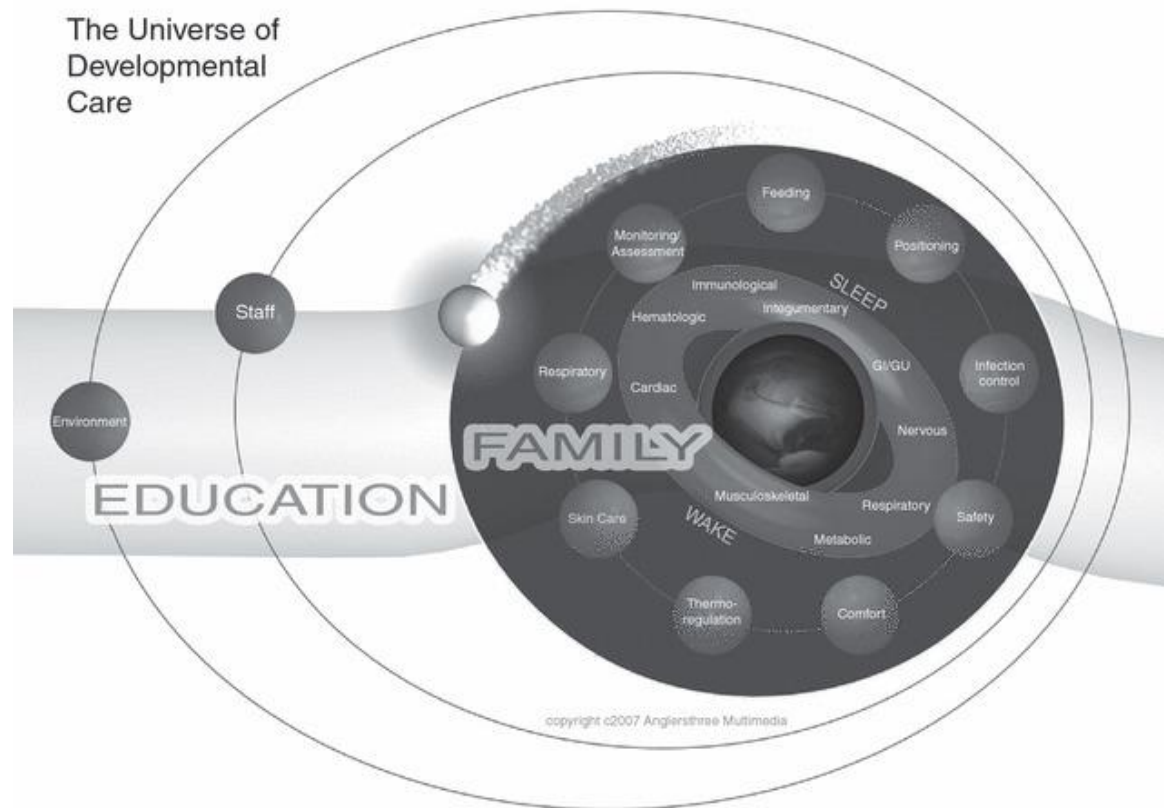 The Universe of
Developmental
Care
Feeding
Monitoring/
Assessment
Positioning
Immunological
SLEEP
Integumentary
Hematologic
Staff
Respiratory
GI/GU
Infection
control
Cardiac
Environment
Nervous
FAMILY
EDUCATION
Musculoskeletal
Respiratory
Skin Care
WAKE
Safety
Metabolic
Thermo-
regulation
Comfort
copyright c2007 Anglersthree Multimedia